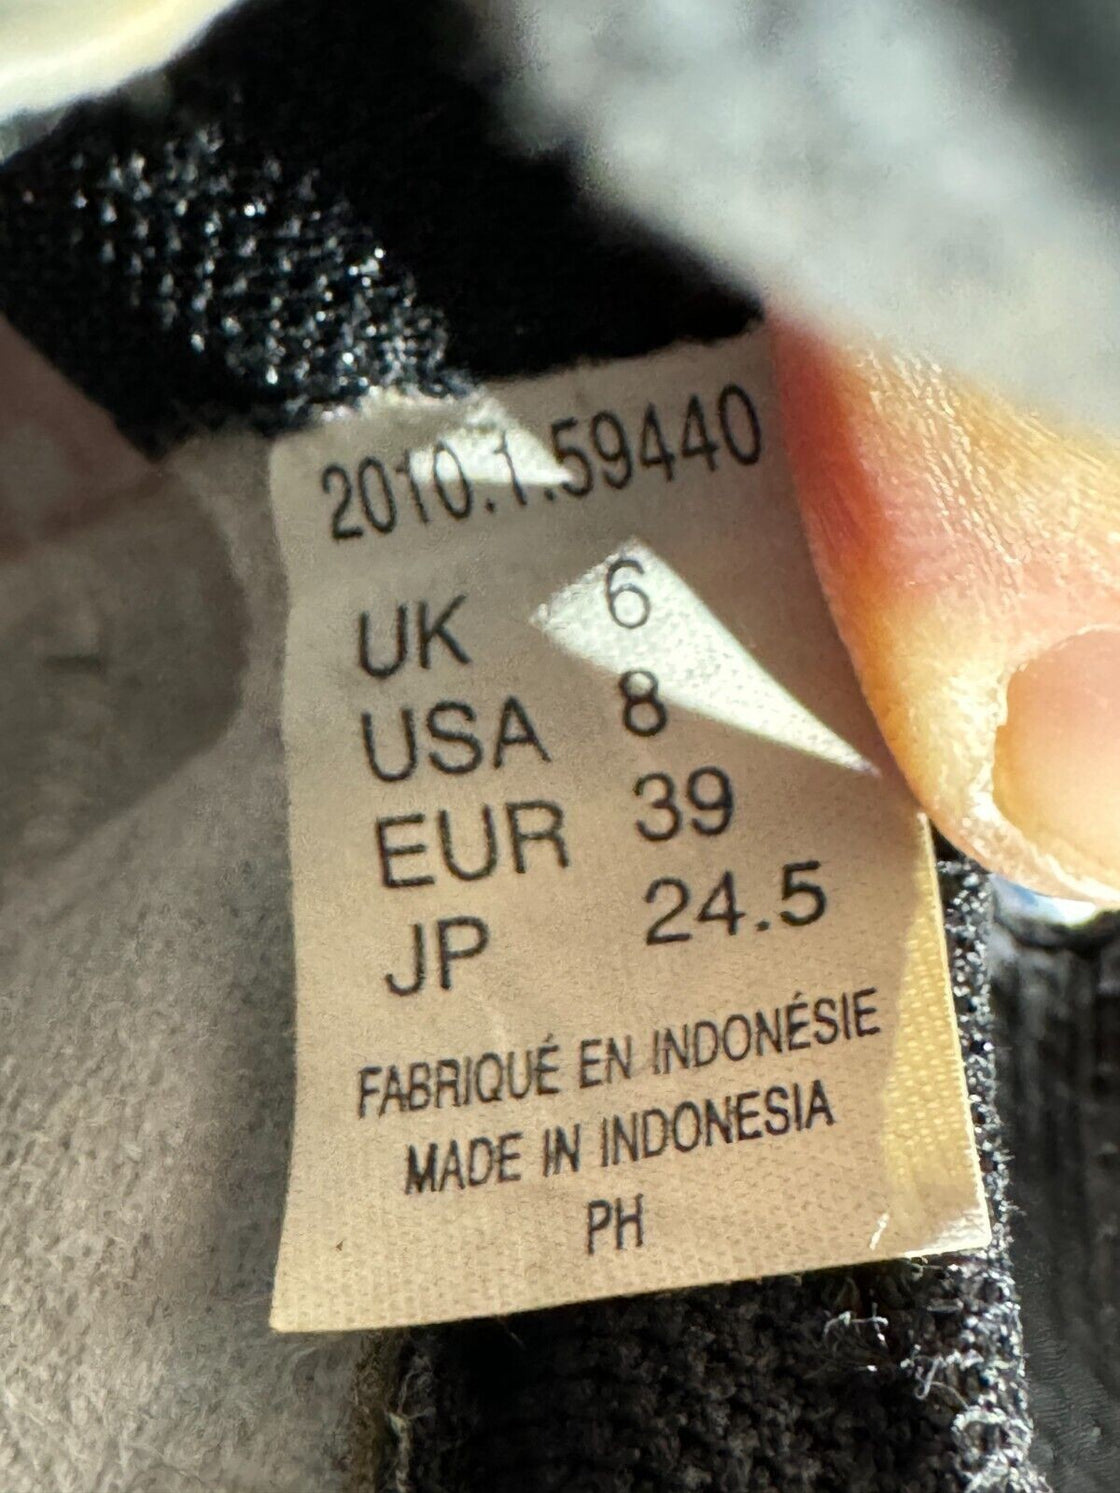 2010.1.59440
UK 6
USA 8
EUR 39
JP 24.5
FABRIQUÉ EN INDONÉSIE
MADE IN INDONESIA
PH